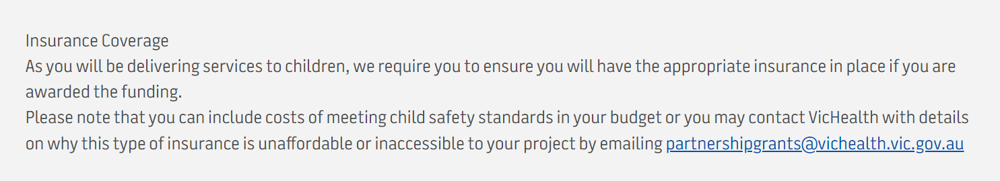 Insurance Coverage
As you will be delivering services to children, we require you to ensure you will have the appropriate insurance in place if you are
awarded the funding.
Please note that you can include costs of meeting child safety standards in your budget or you may contact VicHealth with details
on why this type of insurance is unaffordable or inaccessible to your project by emailing partnershipgrants@vichealth.vic.gov.au